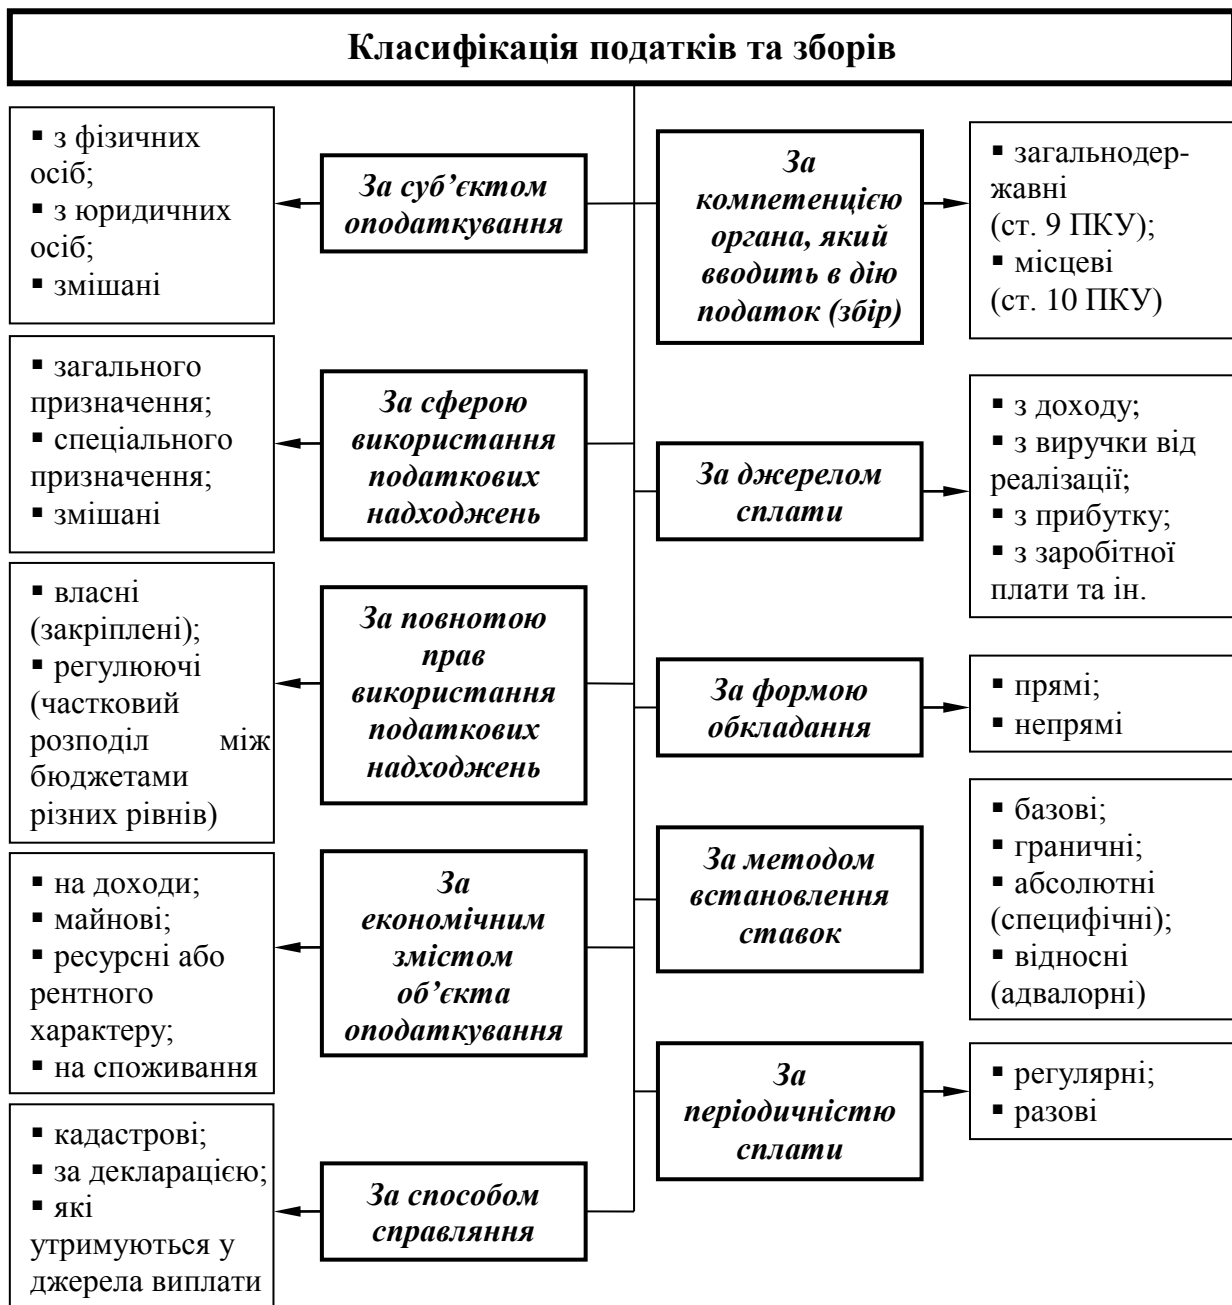 Класифікація податків та зборів
▪ з фізичних
осіб;
▪ з юридичних
осіб;
▪ змішані
За суб’єктом
оподаткування
За
компетенцією
органа, який
вводить в дію
податок (збір)
▪ загальнодер-
жавні
(ст. 9 ПКУ);
▪ місцеві
(ст. 10 ПКУ)
▪ загального
призначення;
▪ спеціального
призначення;
▪ змішані
За сферою
використання
податкових
надходжень
За джерелом
сплати
▪ з доходу;
▪ з виручки від
реалізації;
▪ з прибутку;
▪ з заробітної
плати та ін.
▪ власні
(закріплені);
▪ регулюючі
(частковий
розподіл між
бюджетами
різних рівнів)
За повнотою
прав
використання
податкових
надходжень
За формою
обкладання
▪ прямі;
▪ непрямі
▪ на доходи;
▪ майнові;
▪ ресурсні або
рентного
характеру;
▪ на споживання
За
економічним
змістом
об’єкта
оподаткування
За методом
встановлення
ставок
▪ базові;
▪ граничні;
▪ абсолютні
(специфічні);
▪ відносні
(адвалорні)
▪ кадастрові;
▪ за декларацією;
▪ які
утримуються у
джерела виплати
За способом
справляння
За
періодичністю
сплати
▪ регулярні;
▪ разові